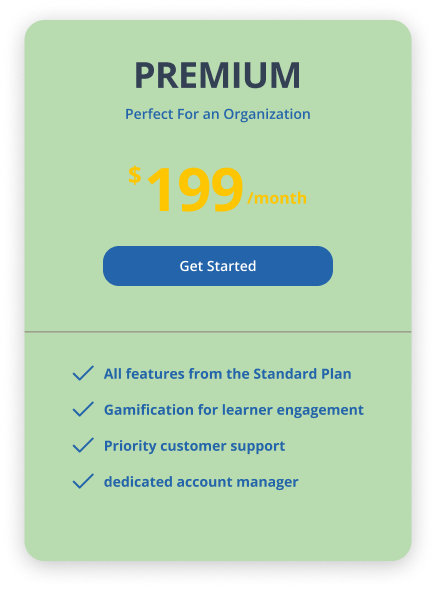 PREMIUM
Perfect For an Organization
$199/month
Get Started
All features from the Standard Plan
Gamification for learner engagement
Priority customer support
dedicated account manager